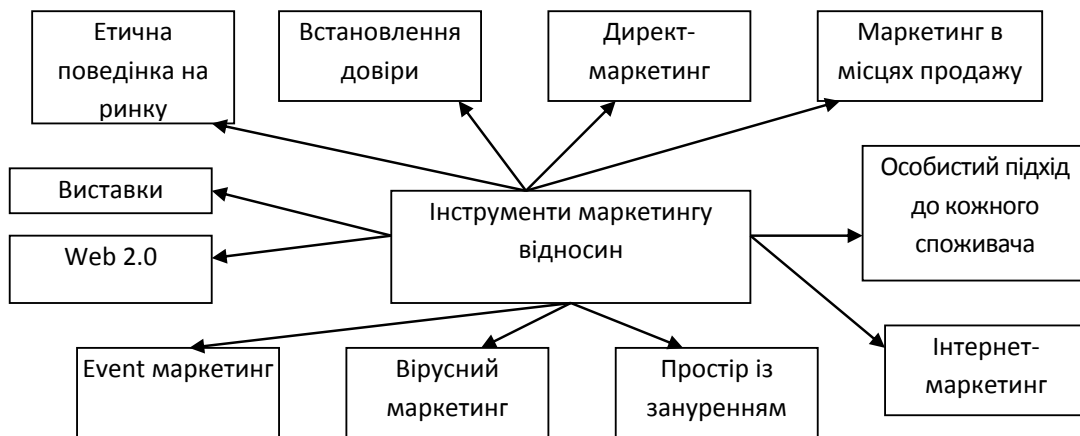 Етична
поведінка на
ринку
Встановлення
довіри
Директ-
маркетинг
Маркетинг в
місцях продажу
Виставки
Web 2.0
Інструменти маркетингу
відносин
Особистий підхід
до кожного
споживача
Event маркетинг
Вірусний
маркетинг
Простір із
зануренням
Інтернет-
маркетинг